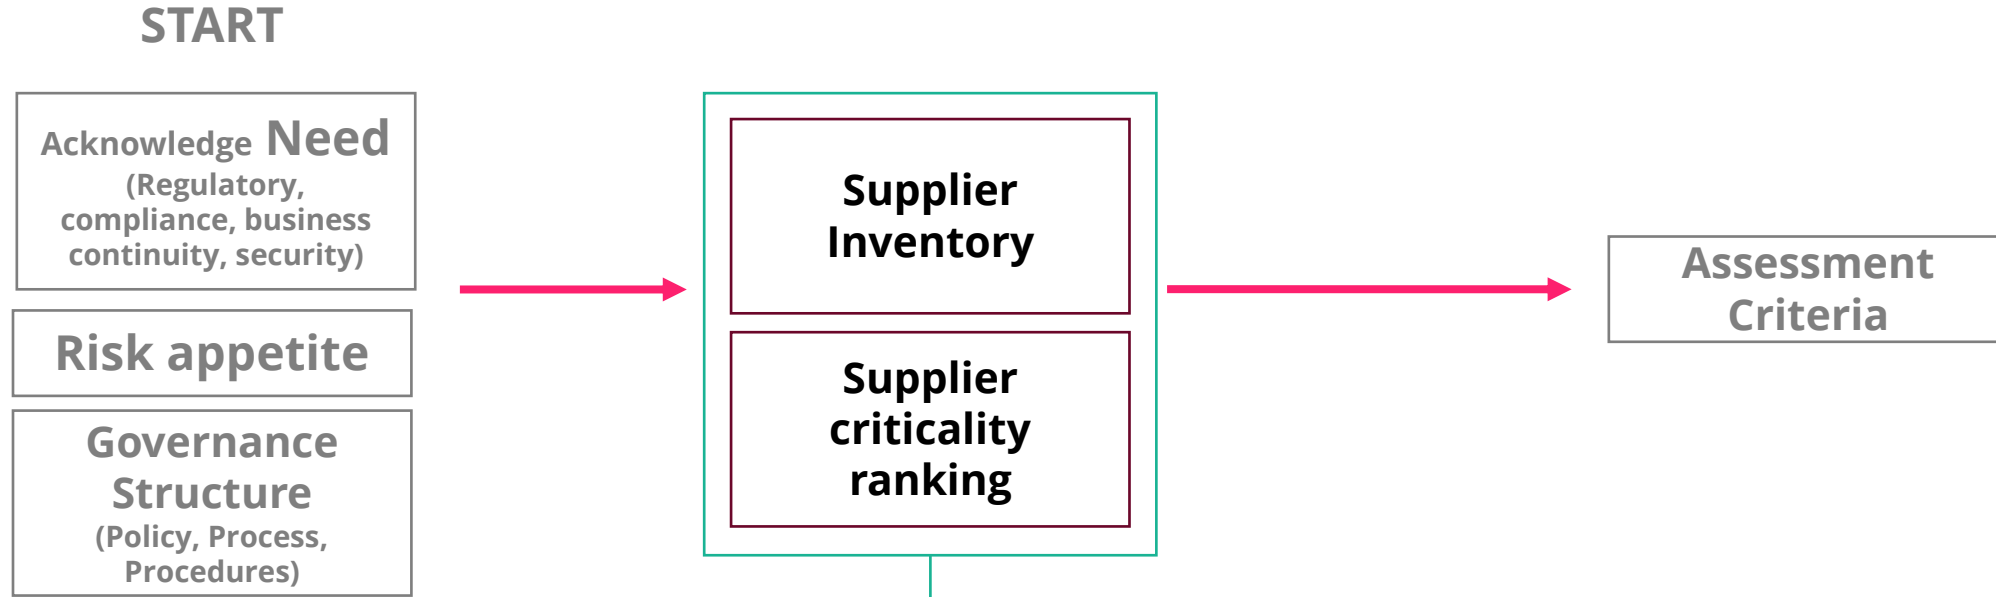 START
Acknowledge Need
(Regulatory,
compliance, business
continuity, security)
Risk appetite
Governance
Structure
(Policy, Process,
Procedures)
Supplier
Inventory
Supplier
criticality
ranking
Assessment
Criteria